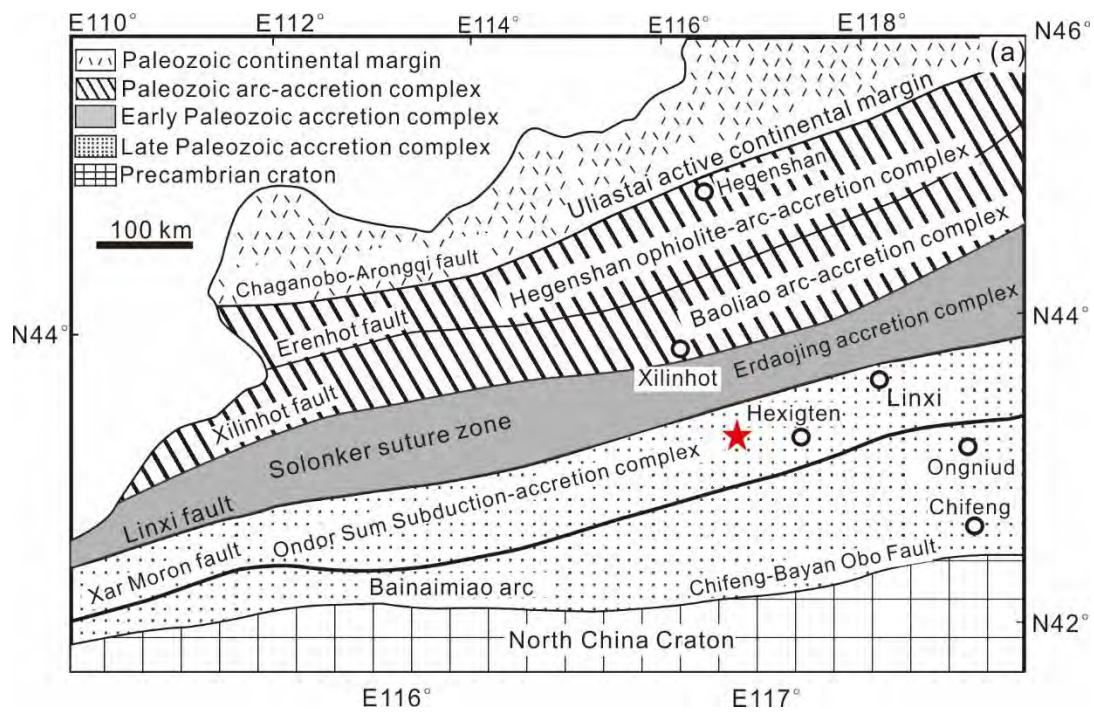 E110° E112° E114° E116° E118°
N46°
(a)
Paleozoic continental margin
Paleozoic arc-accretion complex
Early Paleozoic accretion complex
Late Paleozoic accretion complex
Precambrian craton
100 km
Uliastai active continental margin
Hegenshan
Chaganobo-Arongqi fault
Hegenshan ophiolite-arc-accretion complex
Erenhot fault
Baoliao arc-accretion complex
N44°
N44°
Xilinhot
Erdaojing accretion complex
Xilinhot fault
Solonker suture zone
Linxi
Hexigten
Linxi fault
Ondor Sum Subduction-accretion complex
Ongniud
Chifeng
Xar Moron fault
Bainaimiao arc
Chifeng-Bayan Obo Fault
North China Craton
N42°
E116° E117°